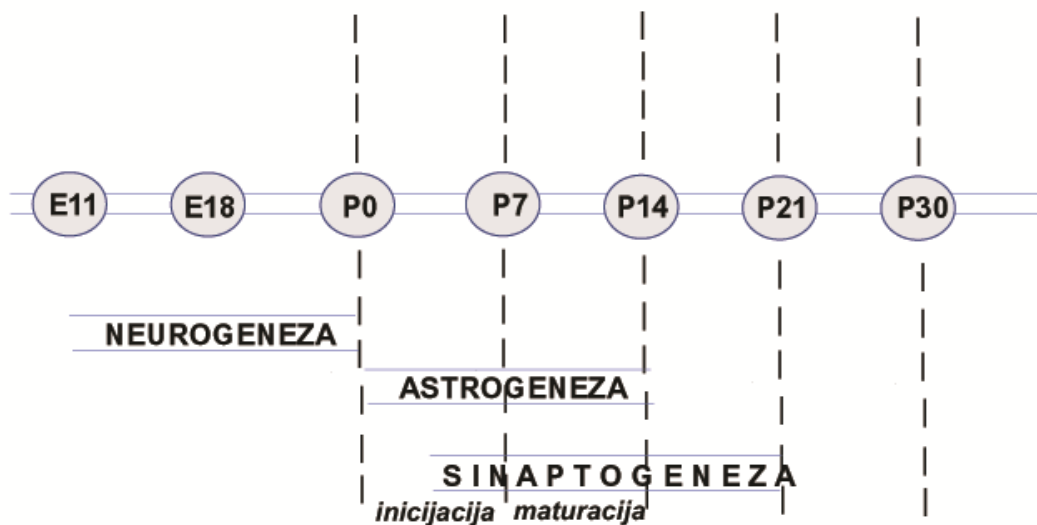 E11 E18 P0 P7 P14 P21 P30
NEUROGENEZA
ASTROGENEZA
SINAPTOGENEZA
inicijacija maturacija